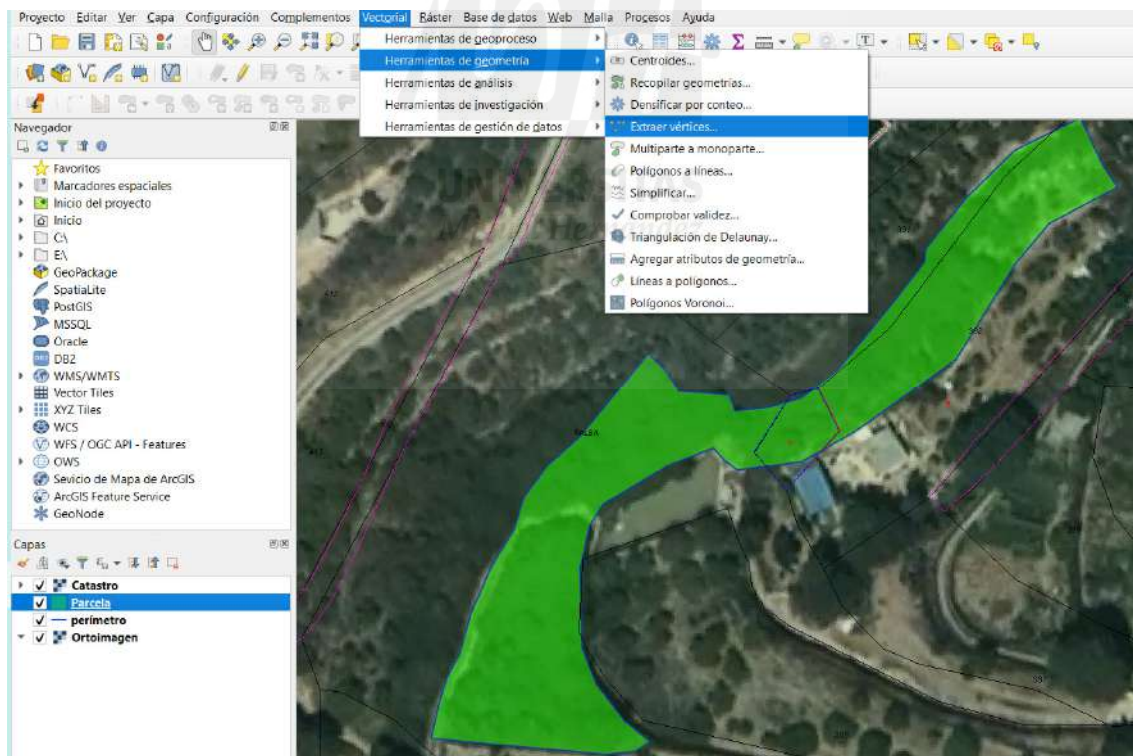 Proyecto Editar Ver Capa Configuración Complementos Vectorial Ráster Base de datos Web Malla Procesos Ayuda
Herramientas de geoproceso
Herramientas de geometría
Herramientas de análisis
Herramientas de investigación
Herramientas de gestión de datos
Centroides...
Recopilar geometrías...
Densificar por conteo...
Extraer vértices...
Multiparte a monoparte...
Polígonos a líneas...
Simplificar...
Comprobar validez...
Triangulación de Delaunay...
Agregar atributos de geometría...
Líneas a polígonos...
Polígonos Voronoi...
Navegador
Favoritos
Marcadores espaciales
Inicio del proyecto
Inicio
C:\
E:\
GeoPackage
SpatiaLite
PostGIS
MSSQL
Oracle
DB2
WMS/WMTS
Vector Tiles
XYZ Tiles
WCS
WFS / OGC API - Features
OWS
Sevicio de Mapa de ArcGIS
ArcGIS Feature Service
GeoNode
Capas
Catastro
Parcela
perímetro
Ortoimagen